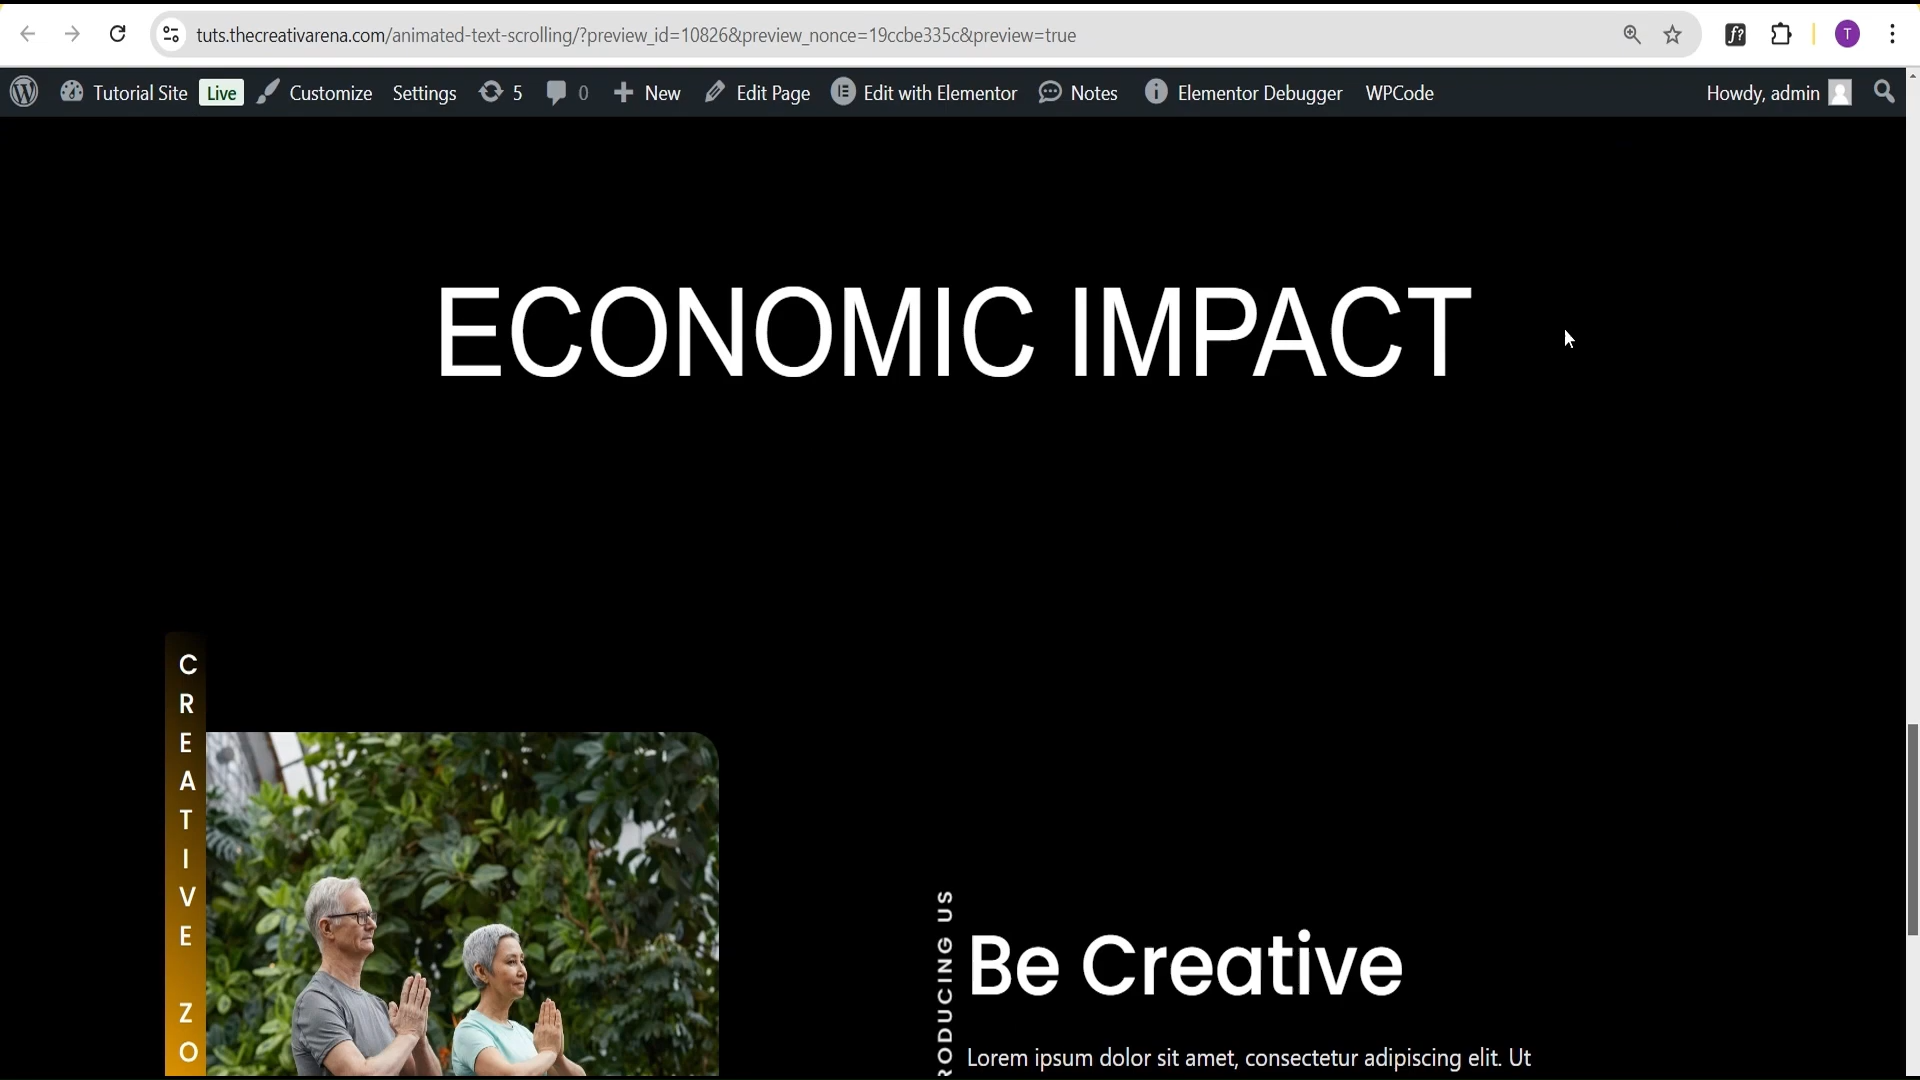 tuts.thecreativarena.com/animated-text-scrolling/?preview_id=10826&preview_nonce=19ccbe335c&preview=true
f?
T
Tutorial Site Live Customize Settings 5 0 New Edit Page Edit with Elementor Notes Elementor Debugger WPCode Howdy, admin
ECONOMIC IMPACT
C
R
E
A
T
I
V
E
Z
O
RODUCING US
Be Creative
Lorem ipsum dolor sit amet, consectetur adipiscing elit. Ut